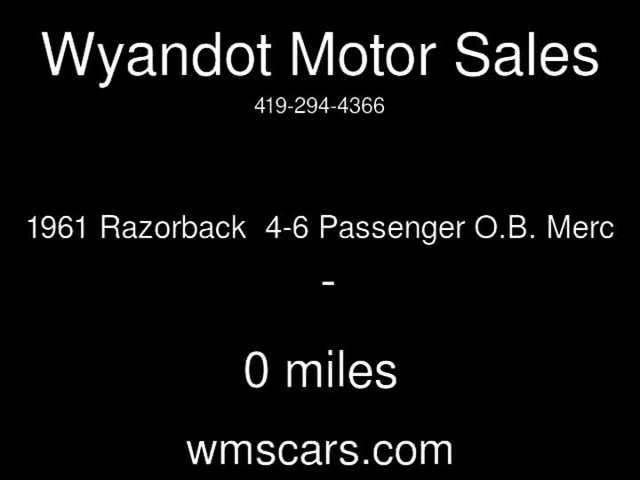 Wyandot Motor Sales
419-294-4366
1961 Razorback  4-6 Passenger O.B. Merc
-
0 miles
wmscars.com